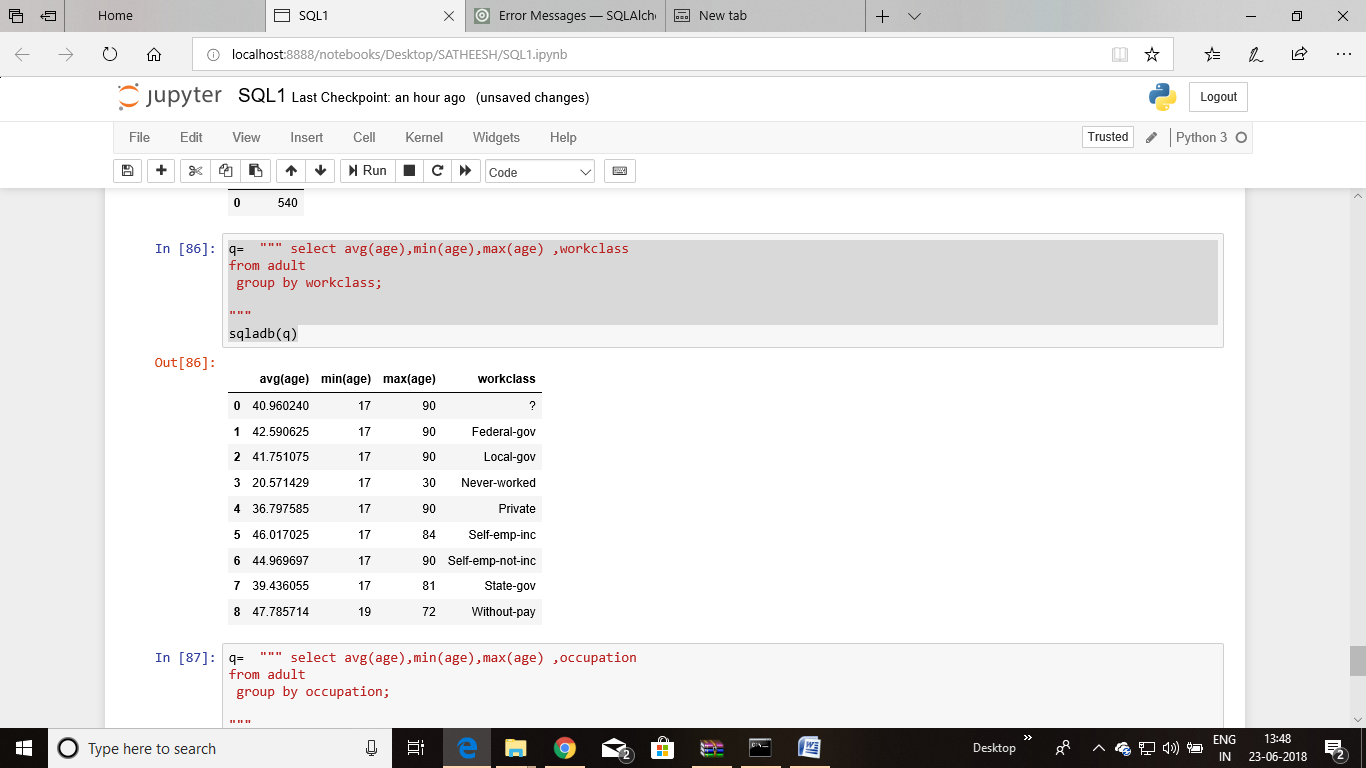 Home
SQL1
Error Messages — SQLAlch
New tab
localhost:8888/notebooks/Desktop/SATHEESH/SQL1.ipynb
jupyter SQL1 Last Checkpoint: an hour ago (unsaved changes)
Logout
File Edit View Insert Cell Kernel Widgets Help
Trusted
Python 3
Run
Code
0 540
In [86]: q= """ select avg(age),min(age),max(age) ,workclass
from adult
group by workclass;
"""
sqladb(q)
Out[86]:
avg(age) min(age) max(age) workclass
0 40.960240 17 90 ?
1 42.590625 17 90 Federal-gov
2 41.751075 17 90 Local-gov
3 20.571429 17 30 Never-worked
4 36.797585 17 90 Private
5 46.017025 17 84 Self-emp-inc
6 44.969697 17 90 Self-emp-not-inc
7 39.436055 17 81 State-gov
8 47.785714 19 72 Without-pay
In [87]: q= """ select avg(age),min(age),max(age) ,occupation
from adult
group by occupation;
"""
Type here to search
2
Desktop
ENG
IN
13:48
23-06-2018
2